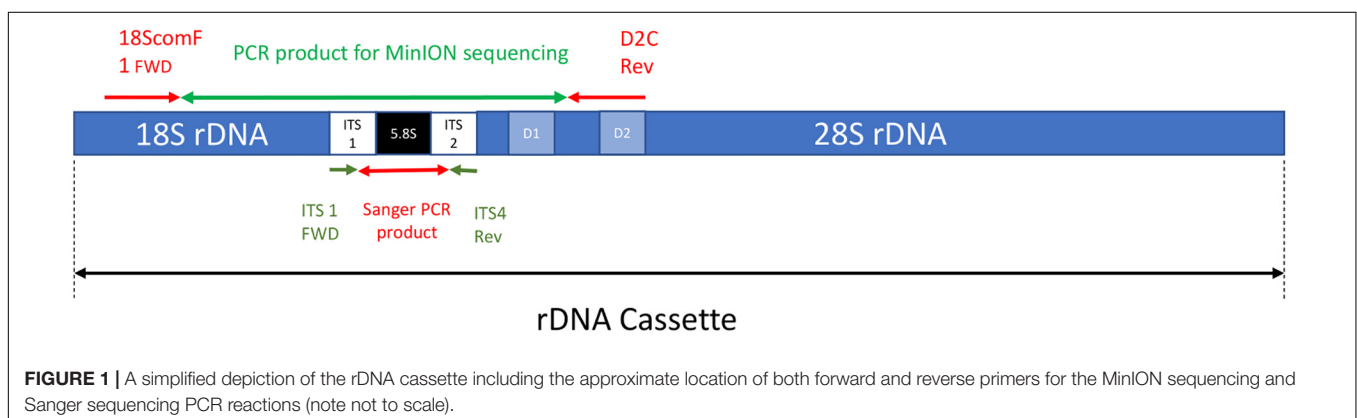 18ScomF
1 FWD
PCR product for MinION sequencing
D2C
Rev
18S rDNA
ITS
1
5.8S
ITS
2
D1
D2
28S rDNA
ITS 1
FWD
Sanger PCR
product
ITS4
Rev
rDNA Cassette
FIGURE 1 | A simplified depiction of the rDNA cassette including the approximate location of both forward and reverse primers for the MinION sequencing and
Sanger sequencing PCR reactions (note not to scale).